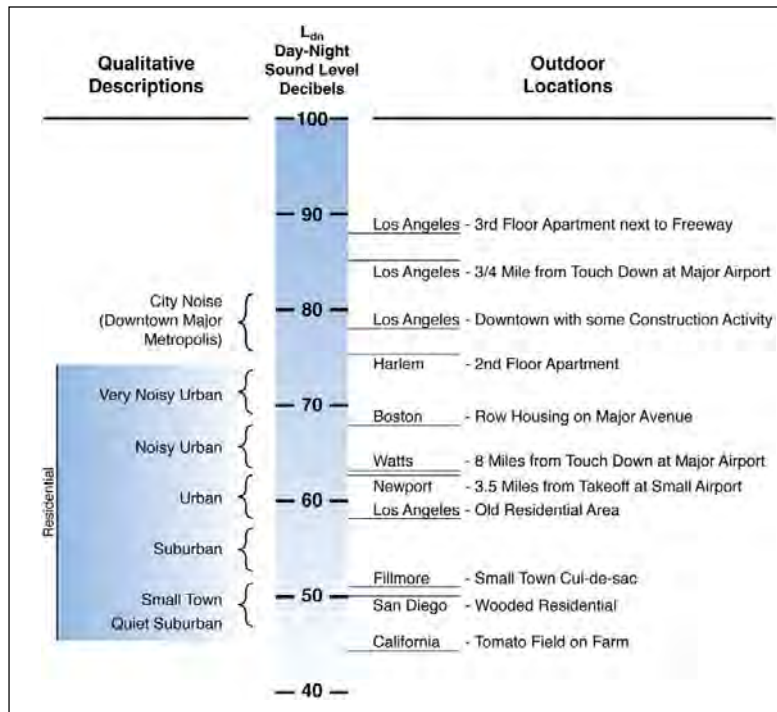 L_dn
Day-Night
Sound Level
Decibels
Qualitative
Descriptions
Outdoor
Locations
100
90
Los Angeles - 3rd Floor Apartment next to Freeway
Los Angeles - 3/4 Mile from Touch Down at Major Airport
City Noise
(Downtown Major
Metropolis)
80
Los Angeles - Downtown with some Construction Activity
Harlem - 2nd Floor Apartment
Very Noisy Urban
70
Boston - Row Housing on Major Avenue
Noisy Urban
Watts - 8 Miles from Touch Down at Major Airport
Newport - 3.5 Miles from Takeoff at Small Airport
Urban
60
Los Angeles - Old Residential Area
Residential
Suburban
Fillmore - Small Town Cul-de-sac
Small Town
50
San Diego - Wooded Residential
Quiet Suburban
California - Tomato Field on Farm
40